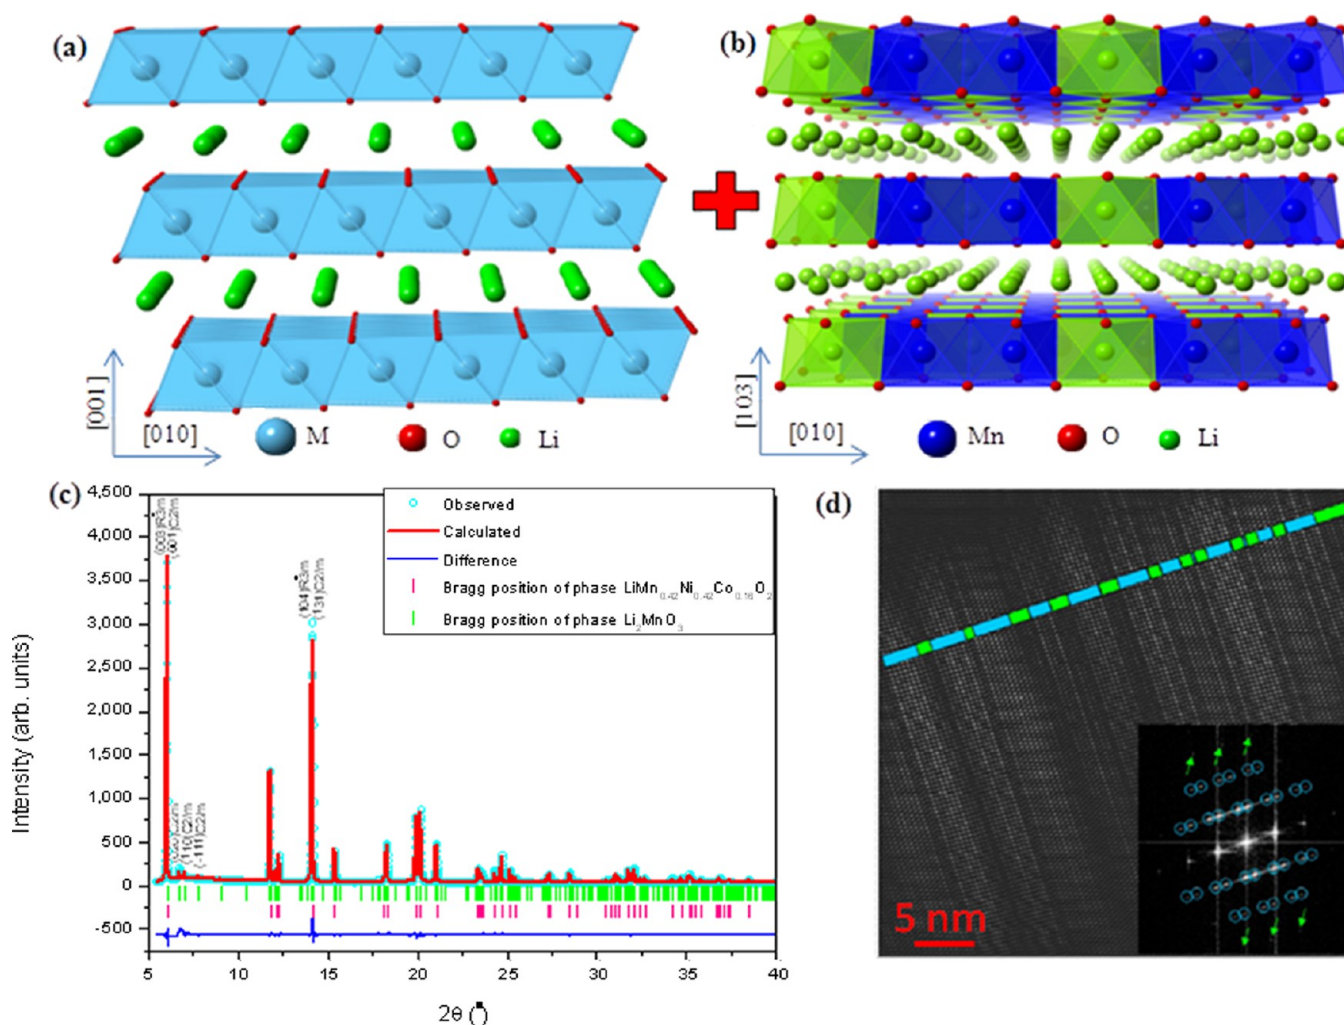 (a)
[001]
[010]
M
O
Li
(b)
[103]
[010]
Mn
O
Li
(c)
4,500
4,000
3,500
3,000
2,500
2,000
1,500
1,000
500
0
-500
5
10
15
20
25
30
35
40
Intensity (arb. units)
2θ (°)
(003)R3m
(001)C2/m
(020)C2/m
(110)C2/m
(-111)C2/m
(104)R3m
(131)C2/m
Observed
Calculated
Difference
Bragg position of phase LiMn0.42Ni0.42Co0.16O2
Bragg position of phase Li2MnO3
(d)
5 nm